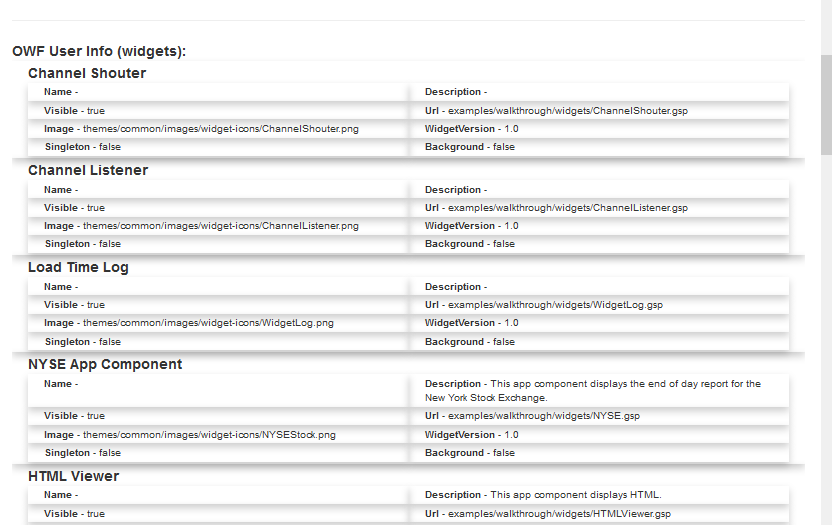 OWF User Info (widgets):
Channel Shouter
Name - Description -
Visible - true Url - examples/walkthrough/widgets/ChannelShouter.gsp
Image - themes/common/images/widget-icons/ChannelShouter.png WidgetVersion - 1.0
Singleton - false Background - false
Channel Listener
Name - Description -
Visible - true Url - examples/walkthrough/widgets/ChannelListener.gsp
Image - themes/common/images/widget-icons/ChannelListener.png WidgetVersion - 1.0
Singleton - false Background - false
Load Time Log
Name - Description -
Visible - true Url - examples/walkthrough/widgets/WidgetLog.gsp
Image - themes/common/images/widget-icons/WidgetLog.png WidgetVersion - 1.0
Singleton - false Background - false
NYSE App Component
Name - Description - This app component displays the end of day report for the
New York Stock Exchange.
Visible - true Url - examples/walkthrough/widgets/NYSE.gsp
Image - themes/common/images/widget-icons/NYSEStock.png WidgetVersion - 1.0
Singleton - false Background - false
HTML Viewer
Name - Description - This app component displays HTML.
Visible - true Url - examples/walkthrough/widgets/HTMLViewer.gsp